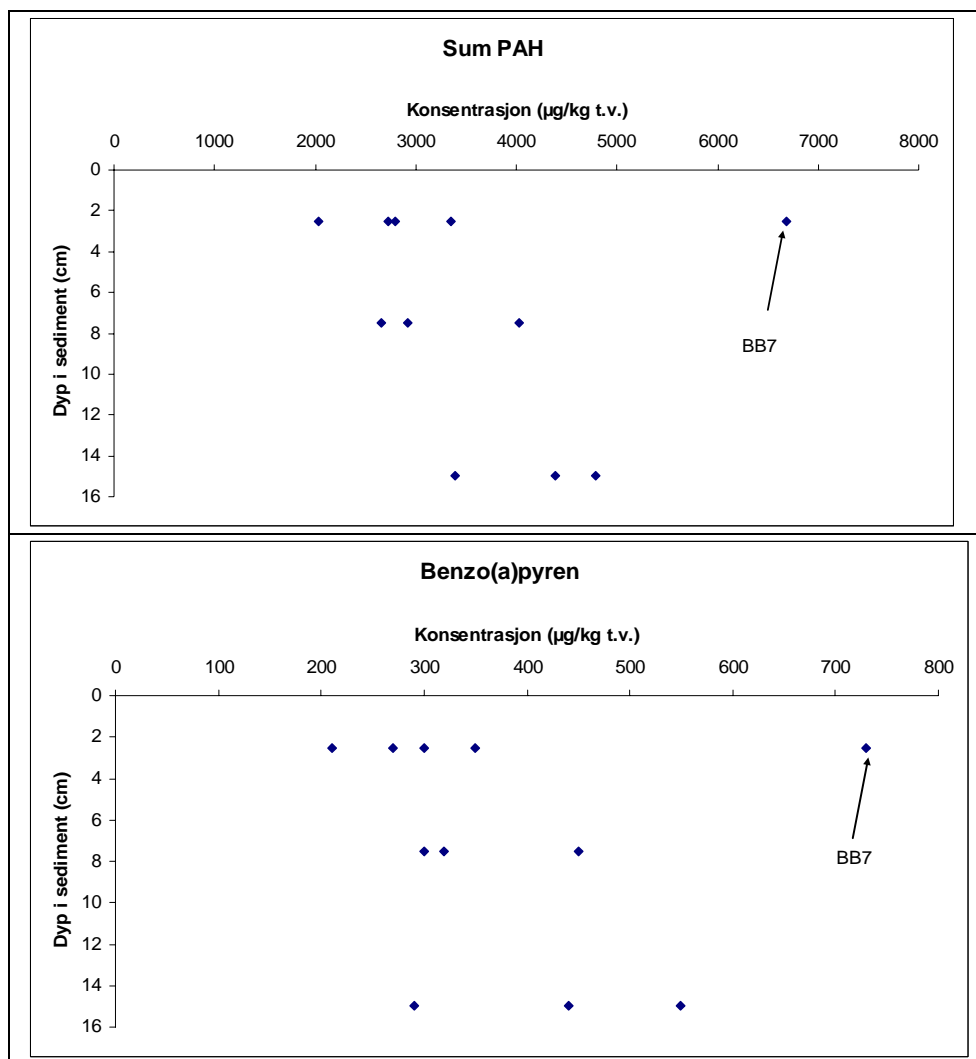 Sum PAH
Konsentrasjon (µg/kg t.v.)
0 1000 2000 3000 4000 5000 6000 7000 8000
0
2
4
6
8
10
12
14
16
Dyp i sediment (cm)
BB7
Benzo(a)pyren
Konsentrasjon (µg/kg t.v.)
0 100 200 300 400 500 600 700 800
0
2
4
6
8
10
12
14
16
Dyp i sediment (cm)
BB7